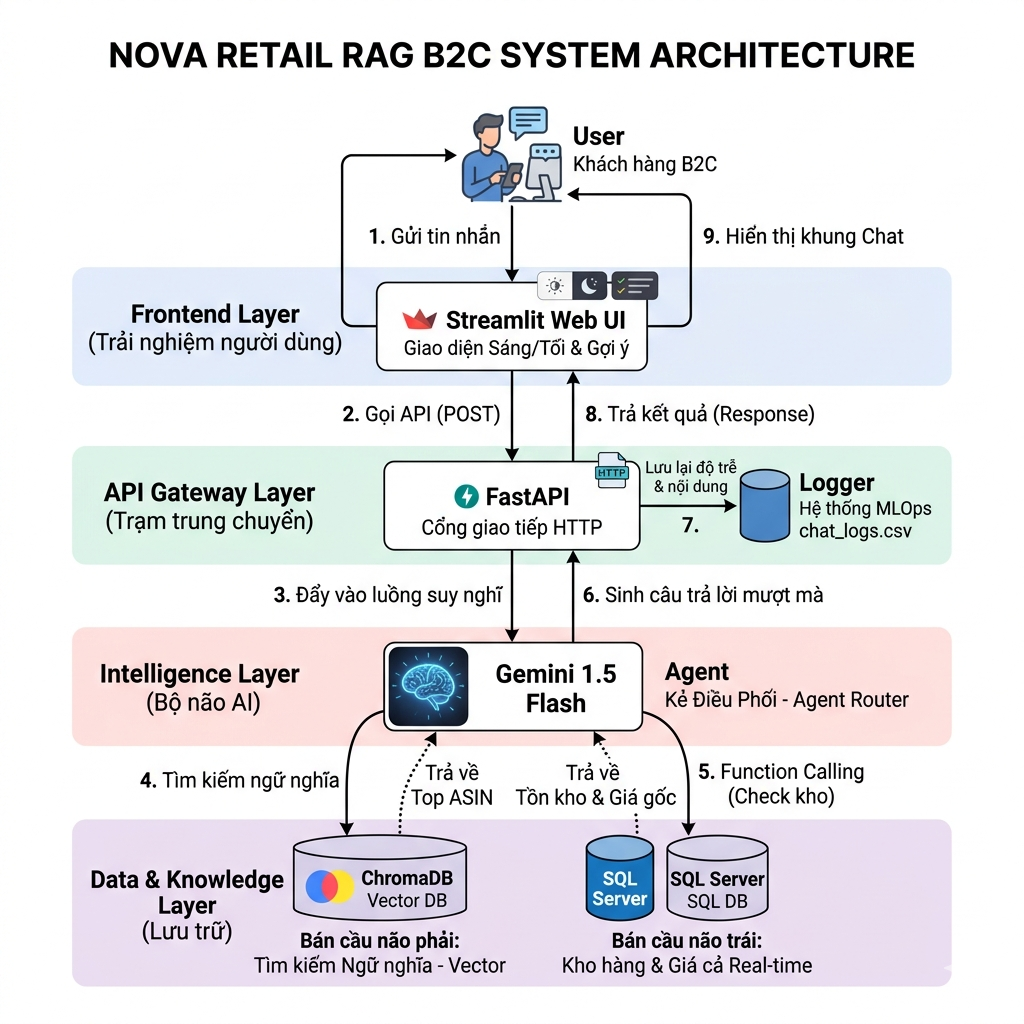 NOVA RETAIL RAG B2C SYSTEM ARCHITECTURE
User
Khách hàng B2C
1. Gửi tin nhắn
9. Hiển thị khung Chat
Frontend Layer
(Trải nghiệm người dùng)
Streamlit Web UI
Giao diện Sáng/Tối & Gợi ý
2. Gọi API (POST)
8. Trả kết quả (Response)
API Gateway Layer
(Trạm trung chuyển)
HTTP
FastAPI
Cổng giao tiếp HTTP
Lưu lại độ trễ
& nội dung
7.
Logger
Hệ thống MLOps
chat_logs.csv
3. Đẩy vào luồng suy nghĩ
6. Sinh câu trả lời mượt mà
Intelligence Layer
(Bộ não AI)
Gemini 1.5
Flash
Agent
Kẻ Điều Phối - Agent Router
4. Tìm kiếm ngữ nghĩa
Trả về
Top ASIN
Trả về
Tồn kho & Giá gốc
5. Function Calling
(Check kho)
Data & Knowledge
Layer
(Lưu trữ)
ChromaDB
Vector DB
Bán cầu não phải:
Tìm kiếm Ngữ nghĩa - Vector
SQL
Server
SQL Server
SQL DB
Bán cầu não trái:
Kho hàng & Giá cả Real-time